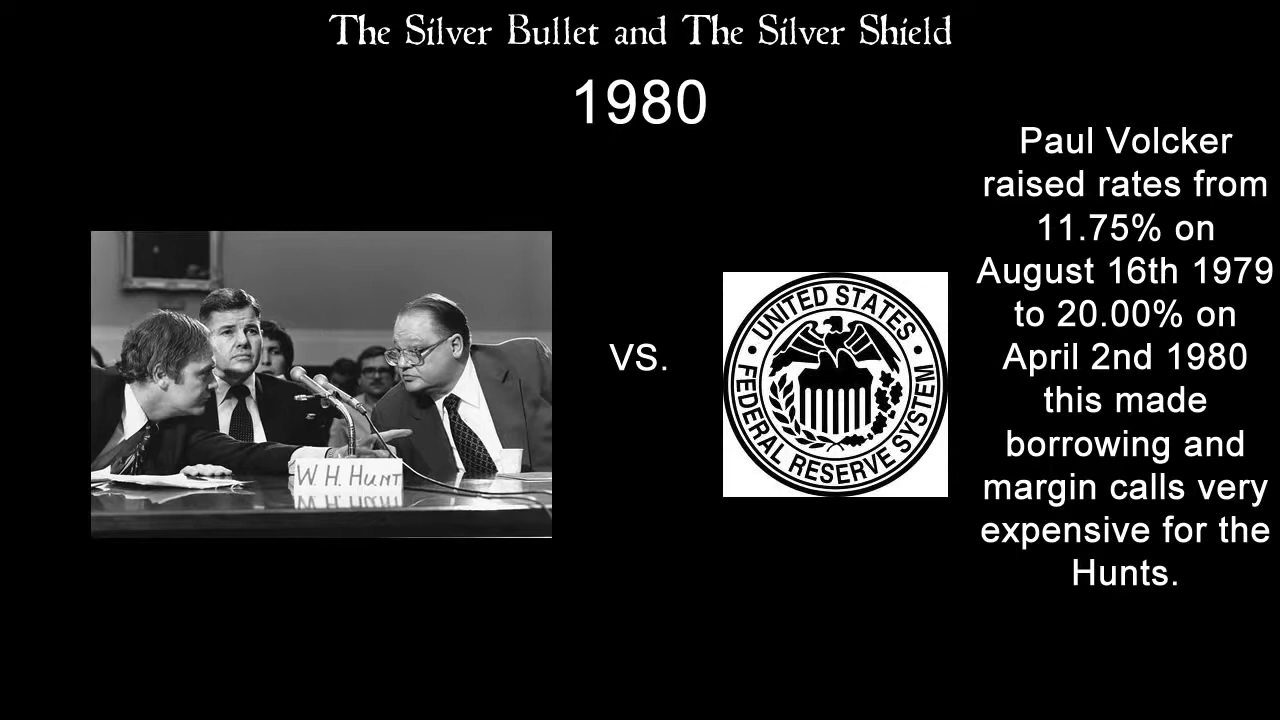 The Silver Bullet and The Silver Shield
1980
W. H. HUNT
VS.
UNITED STATES
FEDERAL RESERVE SYSTEM
Paul Volcker
raised rates from
11.75% on
August 16th 1979
to 20.00% on
April 2nd 1980
this made
borrowing and
margin calls very
expensive for the
Hunts.